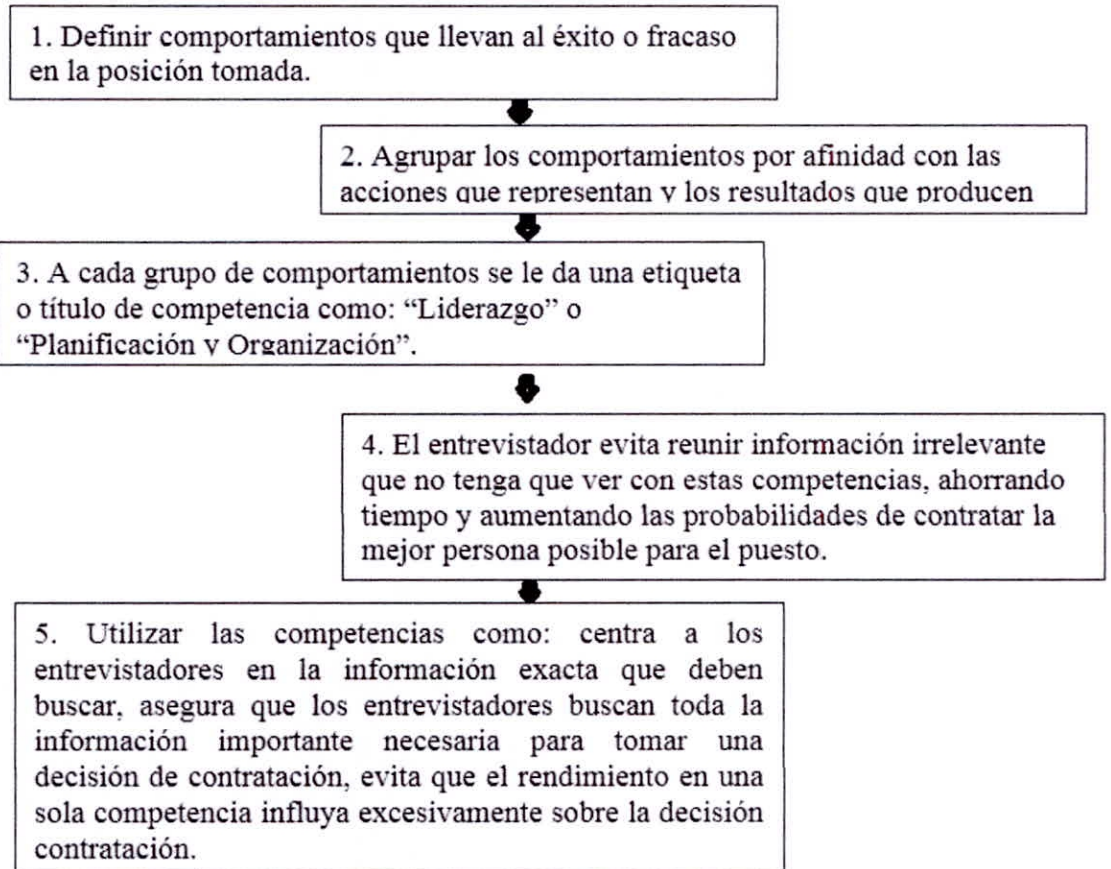 1. Definir comportamientos que llevan al éxito o fracaso
en la posición tomada.
2. Agrupar los comportamientos por afinidad con las
acciones que representan y los resultados que producen
3. A cada grupo de comportamientos se le da una etiqueta
o título de competencia como: “Liderazgo” o
“Planificación y Organización”.
4. El entrevistador evita reunir información irrelevante
que no tenga que ver con estas competencias, ahorrando
tiempo y aumentando las probabilidades de contratar la
mejor persona posible para el puesto.
5. Utilizar las competencias como: centra a los
entrevistadores en la información exacta que deben
buscar, asegura que los entrevistadores buscan toda la
información importante necesaria para tomar una
decisión de contratación, evita que el rendimiento en una
sola competencia influya excesivamente sobre la decisión
contratación.